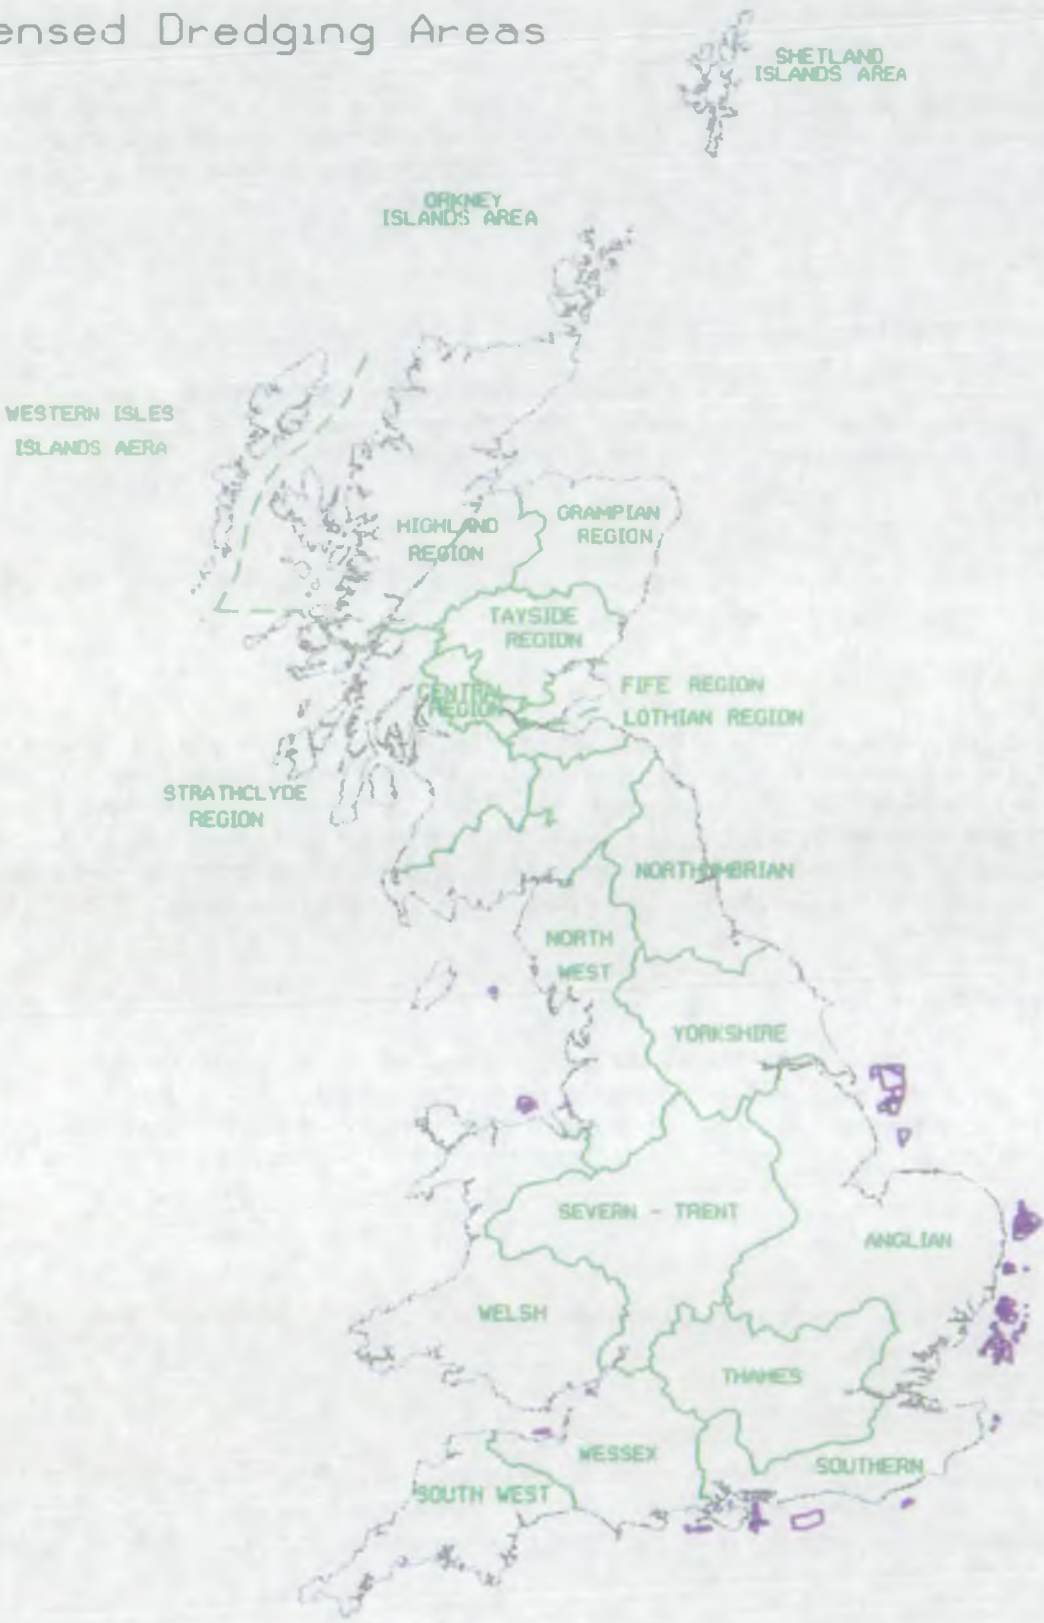 ensed Dredging Areas
SHETLAND
ISLANDS AREA
ORKNEY
ISLANDS AREA
WESTERN ISLES
ISLANDS AERA
HIGHLAND
REGION
GRAMPIAN
REGION
TAYSIDE
REGION
CENTRAL
REGION
FIFE REGION
LOTHIAN REGION
STRATHCLYDE
REGION
NORTHUMBRIAN
NORTH
WEST
YORKSHIRE
SEVERN - TRENT
ANGLIAN
WELSH
THAMES
WESSEX
SOUTHERN
SOUTH WEST